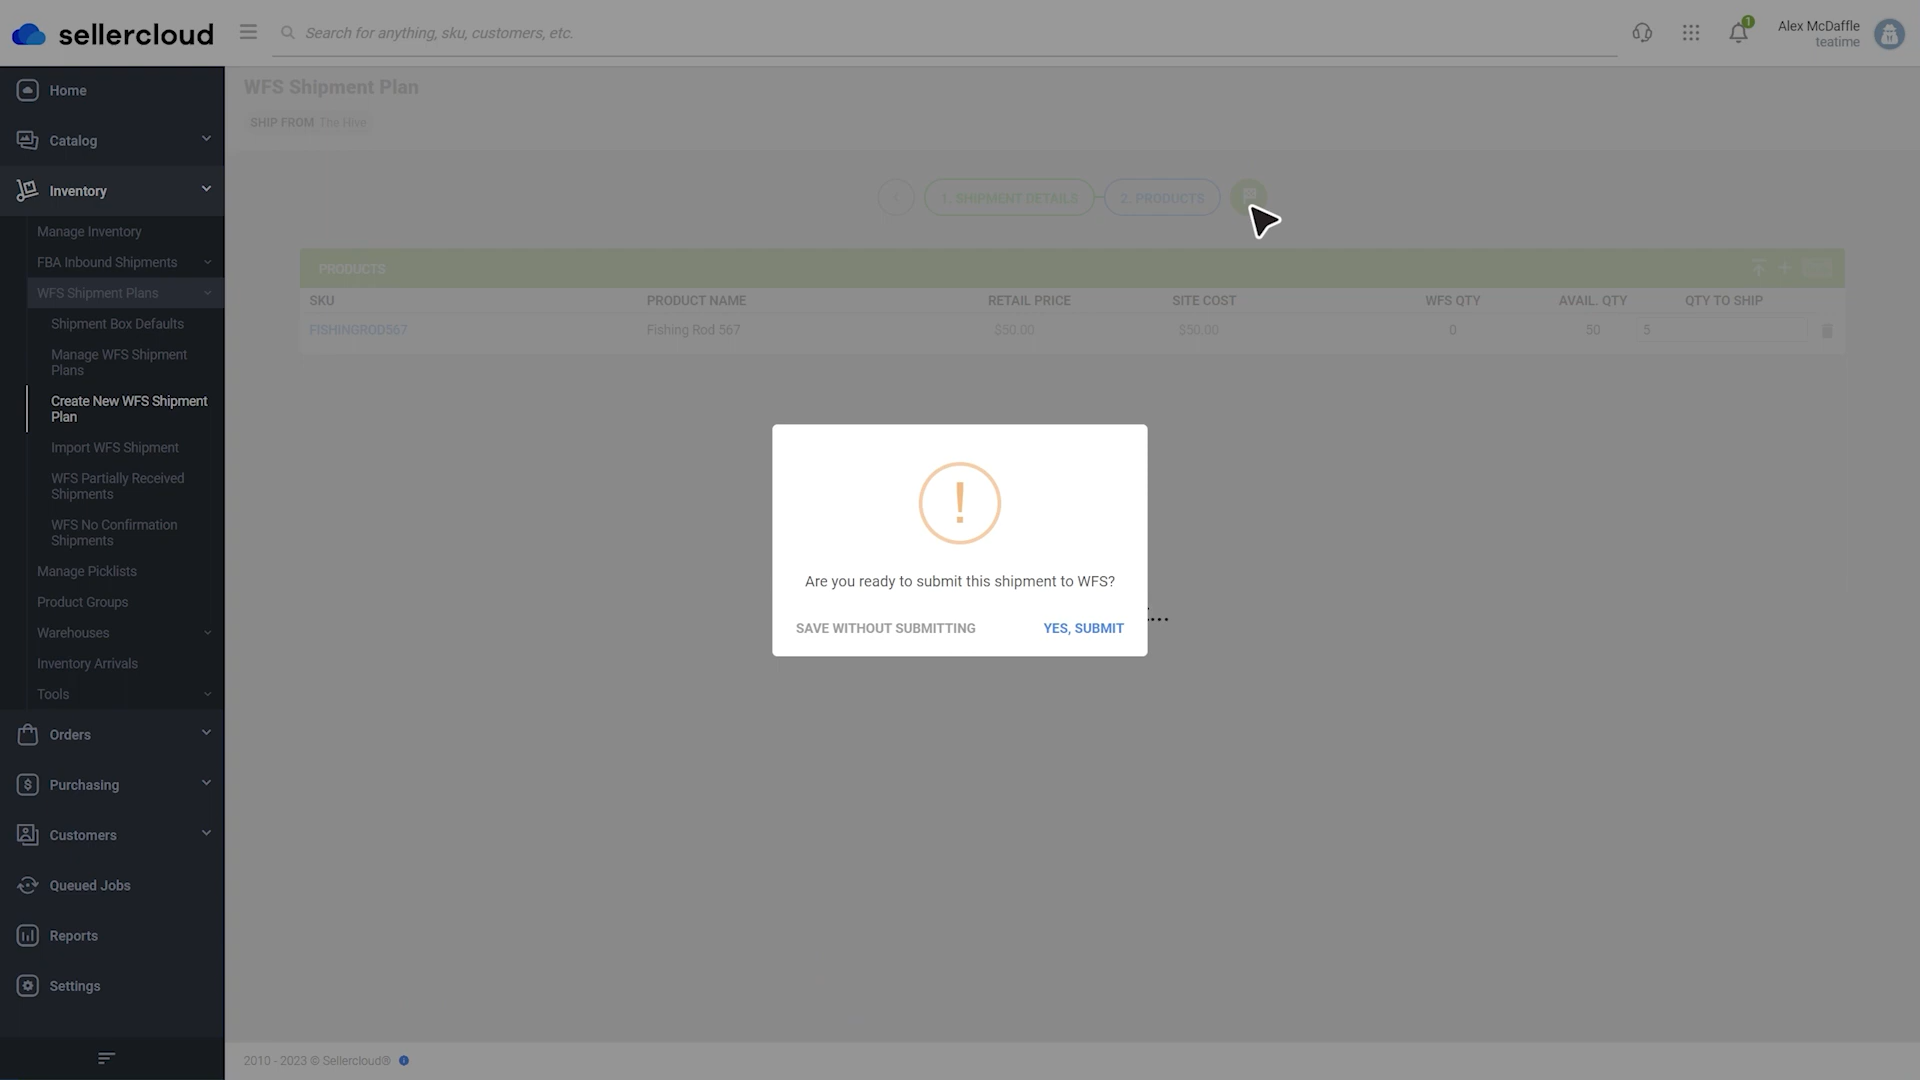 sellercloud
Search for anything, sku, customers, etc.
1
Alex McDaffle
teatime
Home
Catalog
Inventory
Manage Inventory
FBA Inbound Shipments
WFS Shipment Plans
Shipment Box Defaults
Manage WFS Shipment
Plans
Create New WFS Shipment
Plan
Import WFS Shipment
WFS Partially Received
Shipments
WFS No Confirmation
Shipments
Manage Picklists
Product Groups
Warehouses
Inventory Arrivals
Tools
Orders
Purchasing
Customers
Queued Jobs
Reports
Settings
WFS Shipment Plan
SHIP FROM The Hive
1. SHIPMENT DETAILS
2. PRODUCTS
PRODUCTS
SKU PRODUCT NAME RETAIL PRICE SITE COST WFS QTY AVAIL. QTY QTY TO SHIP
FISHINGROD567 Fishing Rod 567 $50.00 $50.00 0 50 5
!
Are you ready to submit this shipment to WFS?
SAVE WITHOUT SUBMITTING YES, SUBMIT
...
2010 - 2023 © Sellercloud®